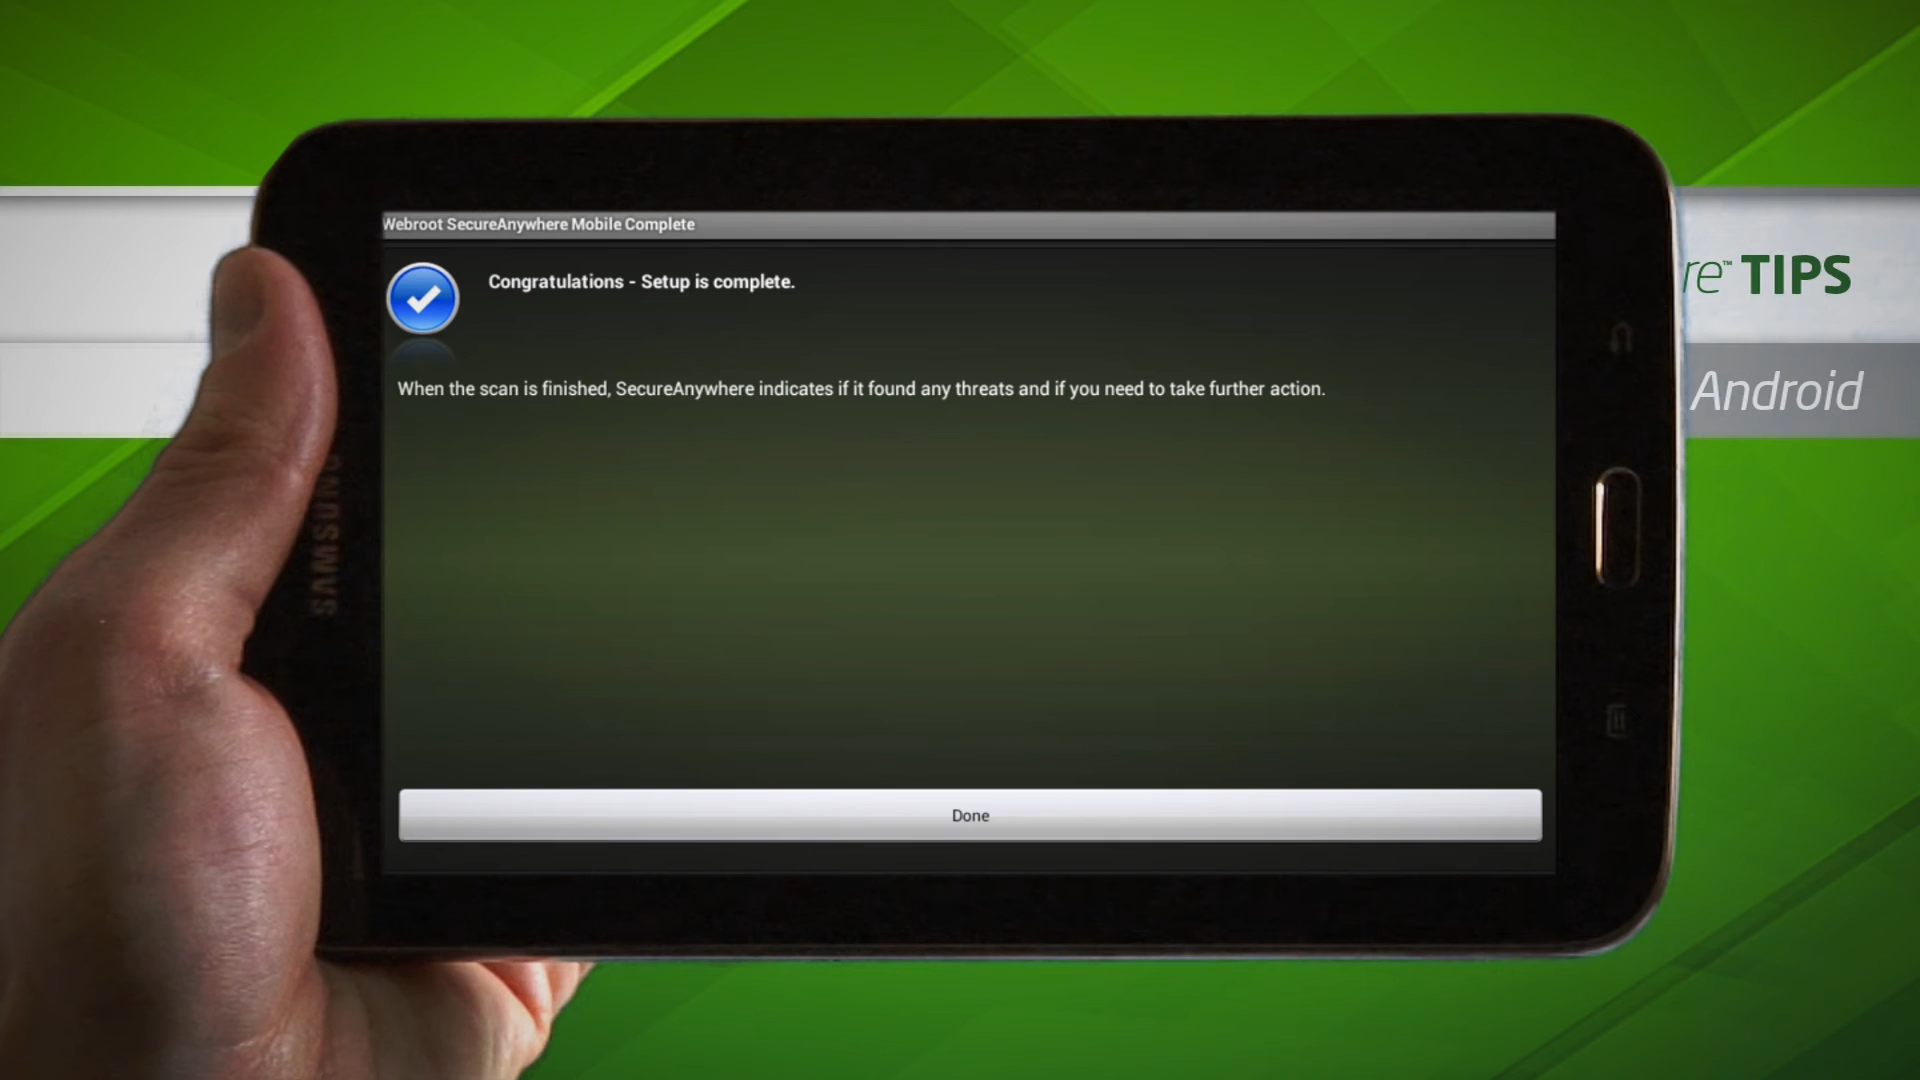 Webroot SecureAnywhere Mobile Complete
Congratulations - Setup is complete.
re™ TIPS
When the scan is finished, SecureAnywhere indicates if it found any threats and if you need to take further action.
Android
SAMSUNG
Done